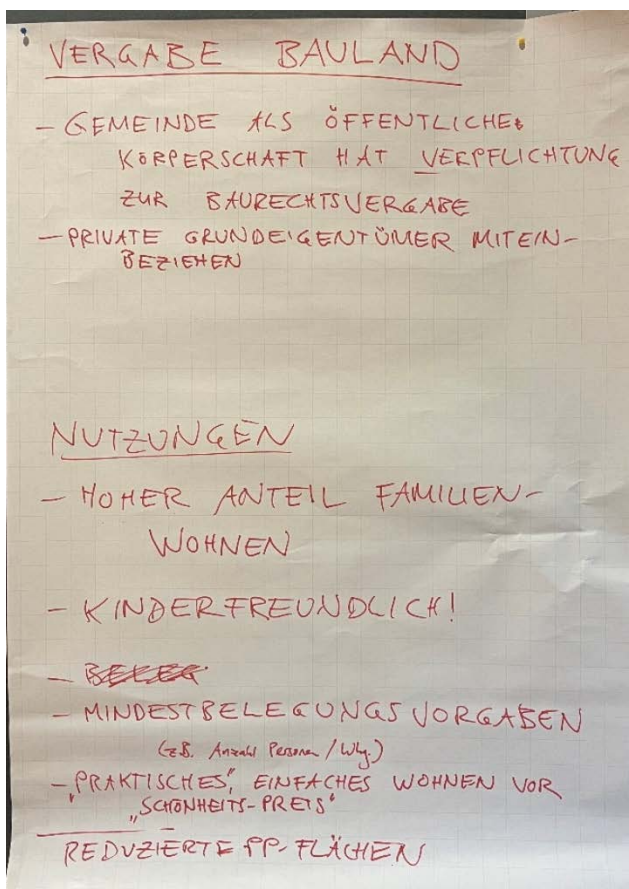 VERGABE BAULAND
- GEMEINDE ALS ÖFFENTLICHE
KÖRPERSCHAFT HAT VERPFLICHTUNG
ZUR BAURECHTSVERGABE
- PRIVATE GRUNDEIGENTÜMER MITEIN-
BEZIEHEN
NUTZUNGEN
- HOHER ANTEIL FAMILIEN-
WOHNEN
- KINDERFREUNDLICH!
-
- MINDESTBELEGUNGSVORGABEN
(z.B. Anzahl Personen / Whg.)
- "PRAKTISCHES", EINFACHES WOHNEN VOR
„SCHÖNHEITS-PREIS"
REDUZIERTE PP-FLÄCHEN